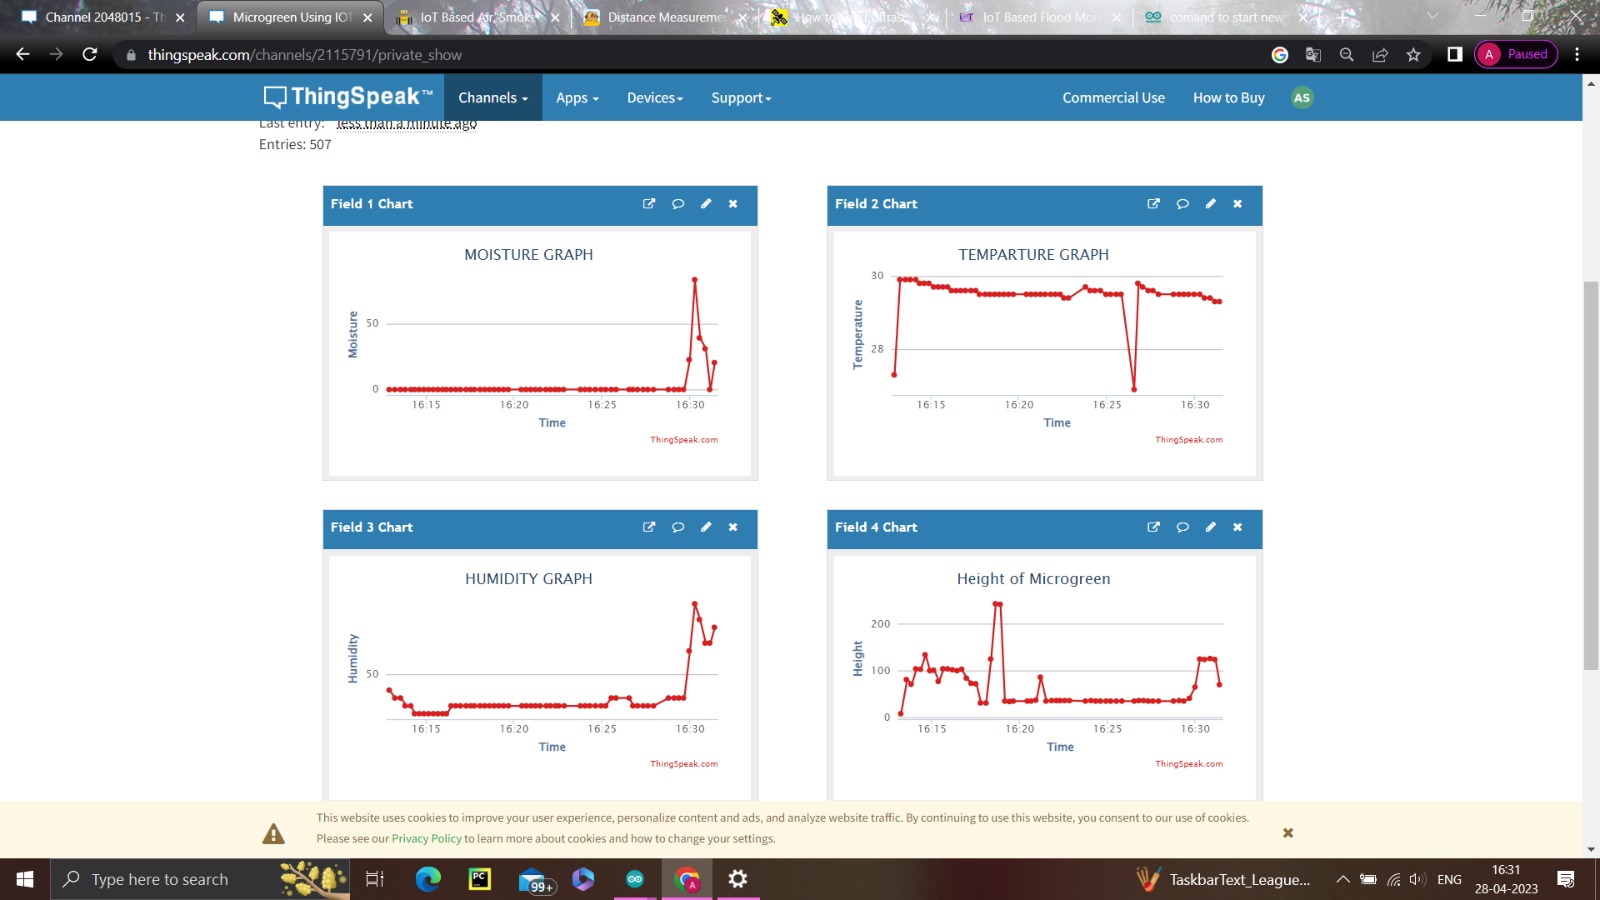 Channel 2048015 - Th
Microgreen Using IOT
IoT Based Air, Smoke
Distance Measuremen
IoT Based Flood Mon
comand to start new
thingspeak.com/channels/2115791/private_show
A Paused
ThingSpeak™
Channels
Apps
Devices
Support
Commercial Use
How to Buy
AS
Last entry: less than a minute ago
Entries: 507
Field 1 Chart
MOISTURE GRAPH
Moisture
50
0
16:15 16:20 16:25 16:30
Time
ThingSpeak.com
Field 2 Chart
TEMPARTURE GRAPH
Temperature
30
28
16:15 16:20 16:25 16:30
Time
ThingSpeak.com
Field 3 Chart
HUMIDITY GRAPH
Humidity
50
16:15 16:20 16:25 16:30
Time
ThingSpeak.com
Field 4 Chart
Height of Microgreen
Height
200
100
0
16:15 16:20 16:25 16:30
Time
ThingSpeak.com
This website uses cookies to improve your user experience, personalize content and ads, and analyze website traffic. By continuing to use this website, you consent to our use of cookies.
Please see our Privacy Policy to learn more about cookies and how to change your settings.
Type here to search
PC
99+
A
TaskbarText_League...
ENG
16:31
28-04-2023